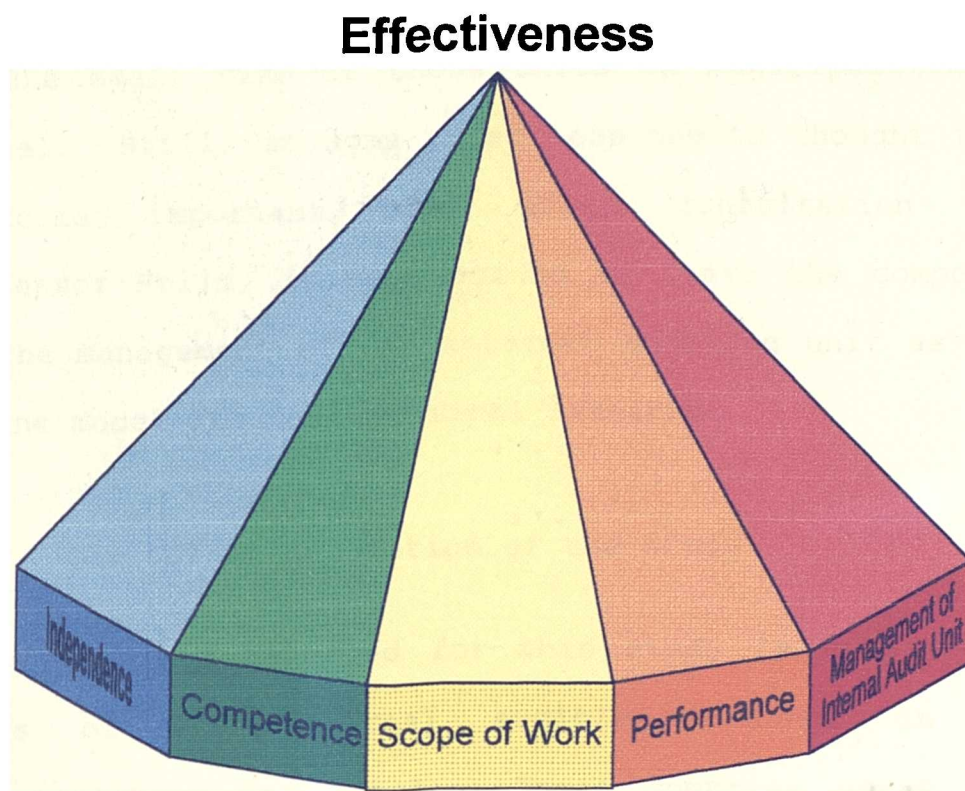 Effectiveness
Independence
Competence
Scope of Work
Performance
Management of
Internal Audit Unit